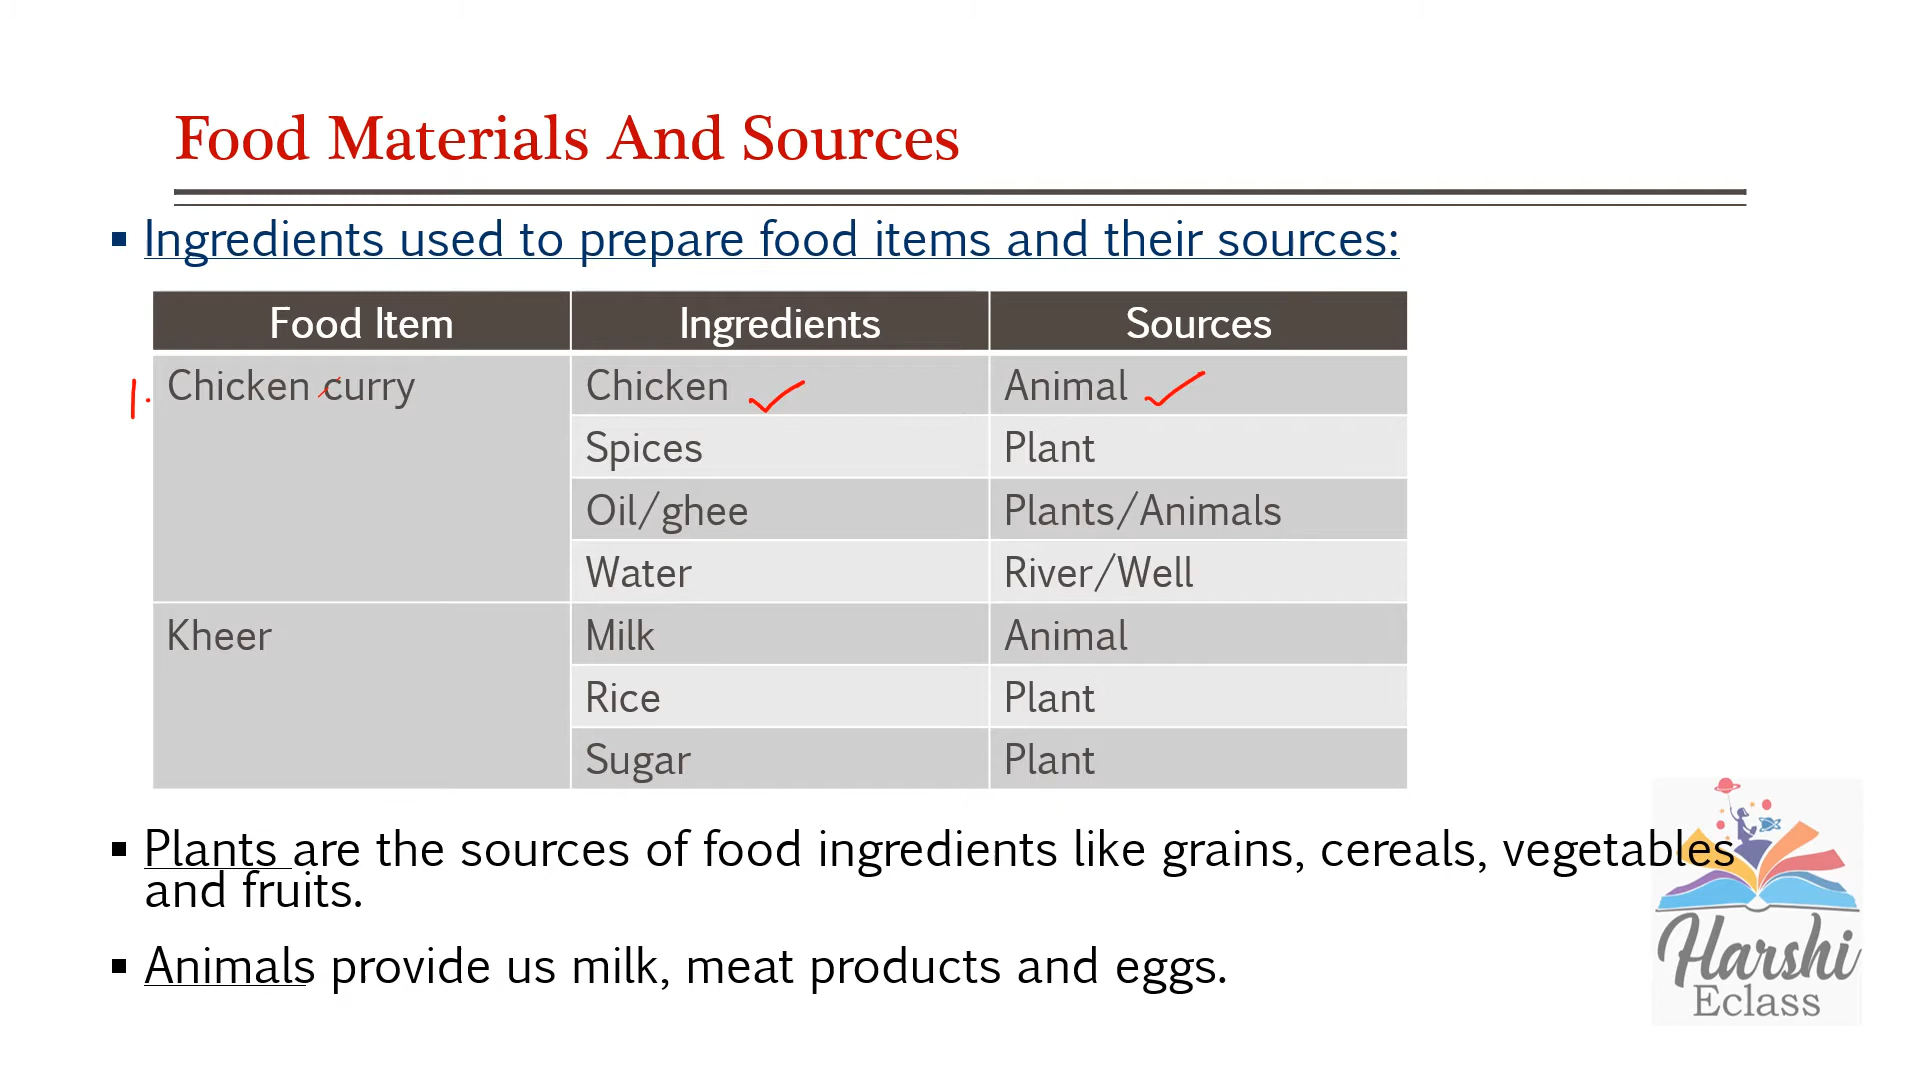 Food Materials And Sources
▪ Ingredients used to prepare food items and their sources:
Food Item Ingredients Sources
1. Chicken curry Chicken ✓ Animal ✓
Spices Plant
Oil/ghee Plants/Animals
Water River/Well
Kheer Milk Animal
Rice Plant
Sugar Plant
▪ Plants are the sources of food ingredients like grains, cereals, vegetables
and fruits.
▪ Animals provide us milk, meat products and eggs.
Harshi
Eclass